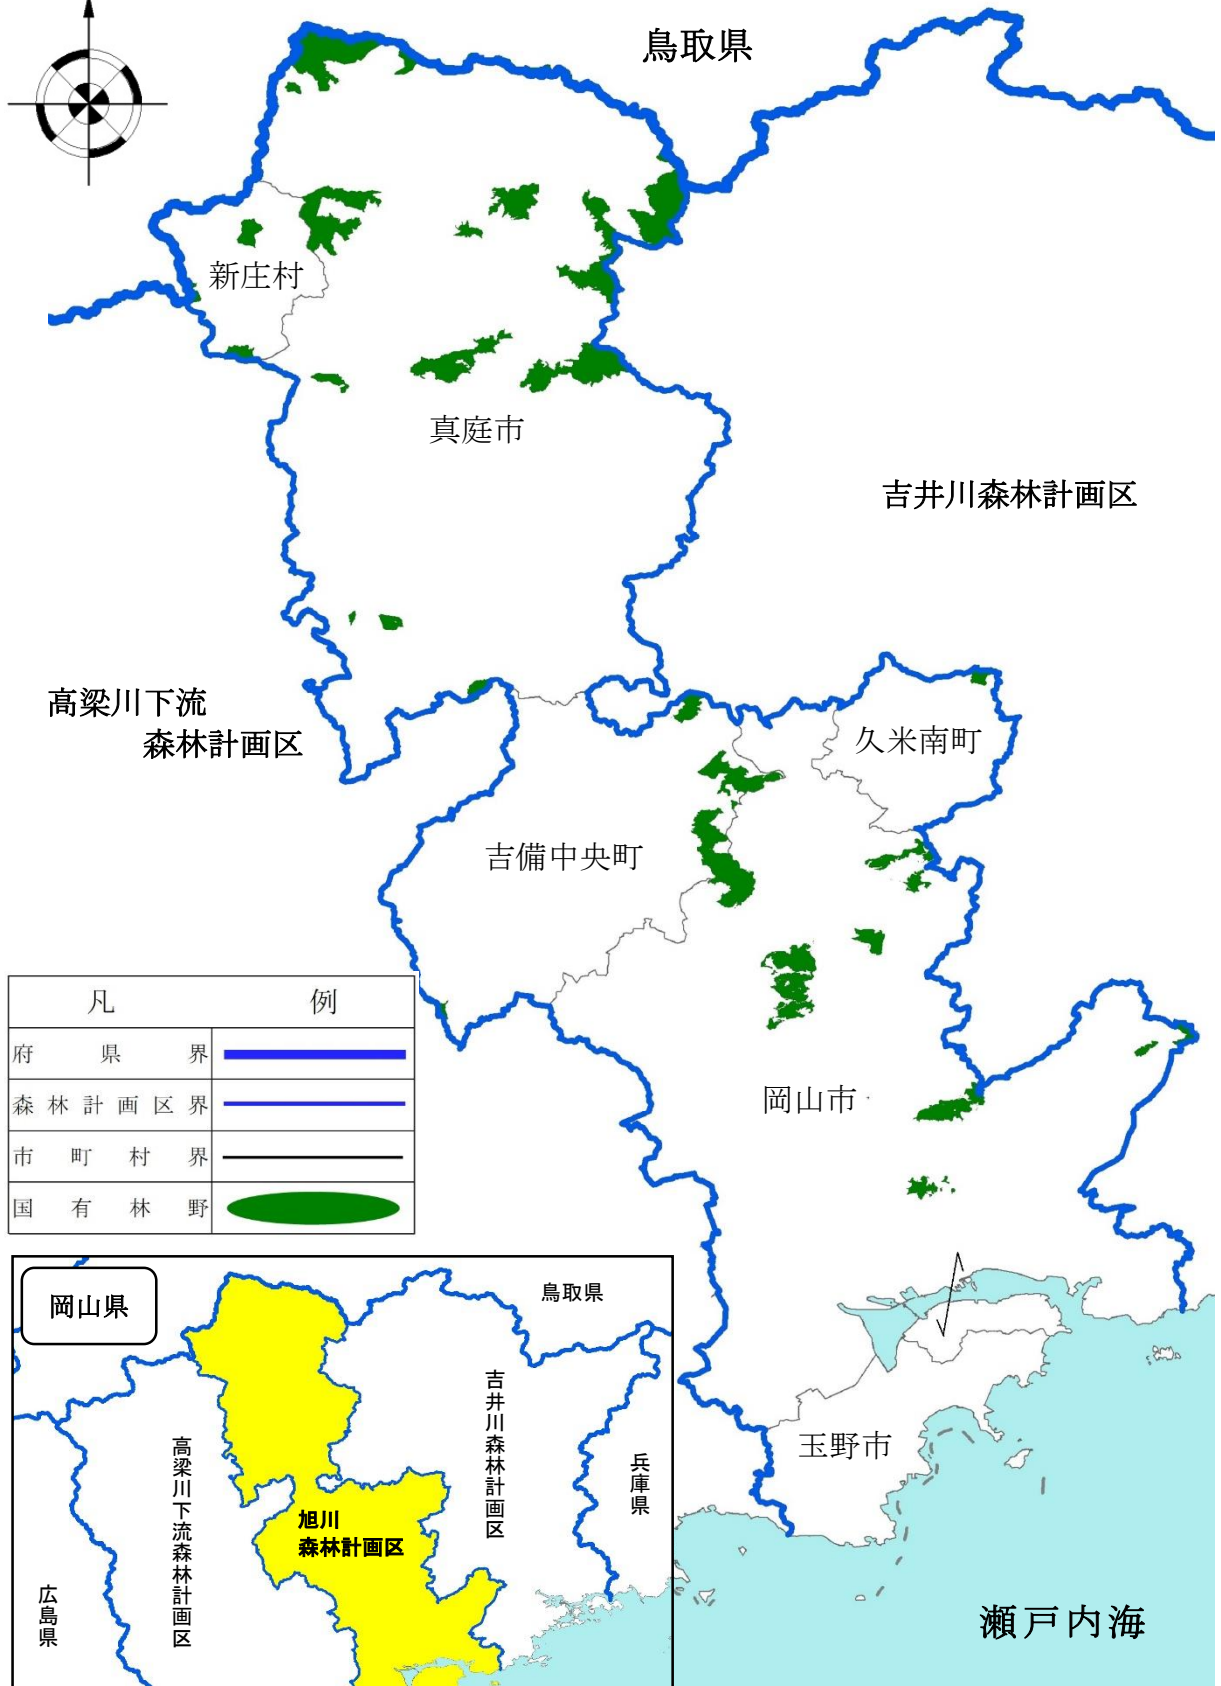 鳥取県
新庄村
真庭市
吉井川森林計画区
高梁川下流
森林計画区
久米南町
吉備中央町
岡山市
玉野市
瀬戸内海
凡 例
府県界
森林計画区界
市町村界
国有林野
岡山県
鳥取県
吉井川森林計画区
高梁川下流森林計画区
兵庫県
旭川
森林計画区
広島県